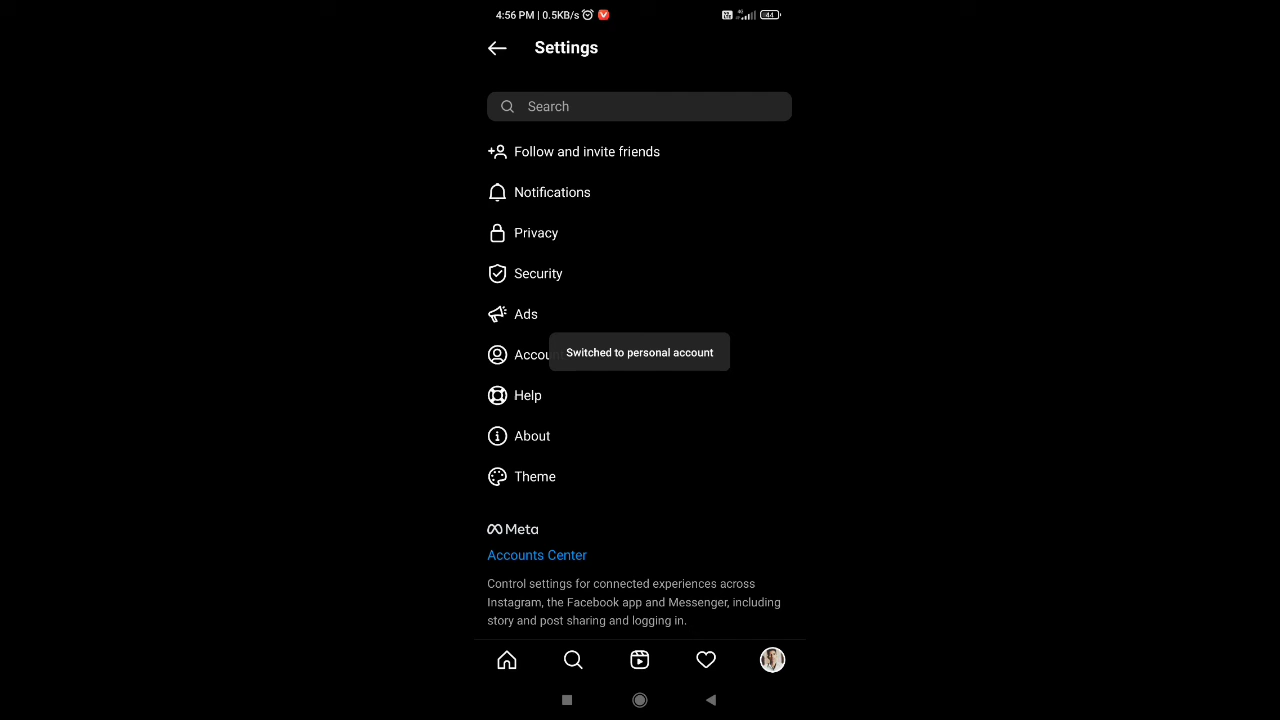 4:56 PM | 0.5KB/s
44
Settings
Search
Follow and invite friends
Notifications
Privacy
Security
Ads
Accou
Switched to personal account
Help
About
Theme
Meta
Accounts Center
Control settings for connected experiences across
Instagram, the Facebook app and Messenger, including
story and post sharing and logging in.